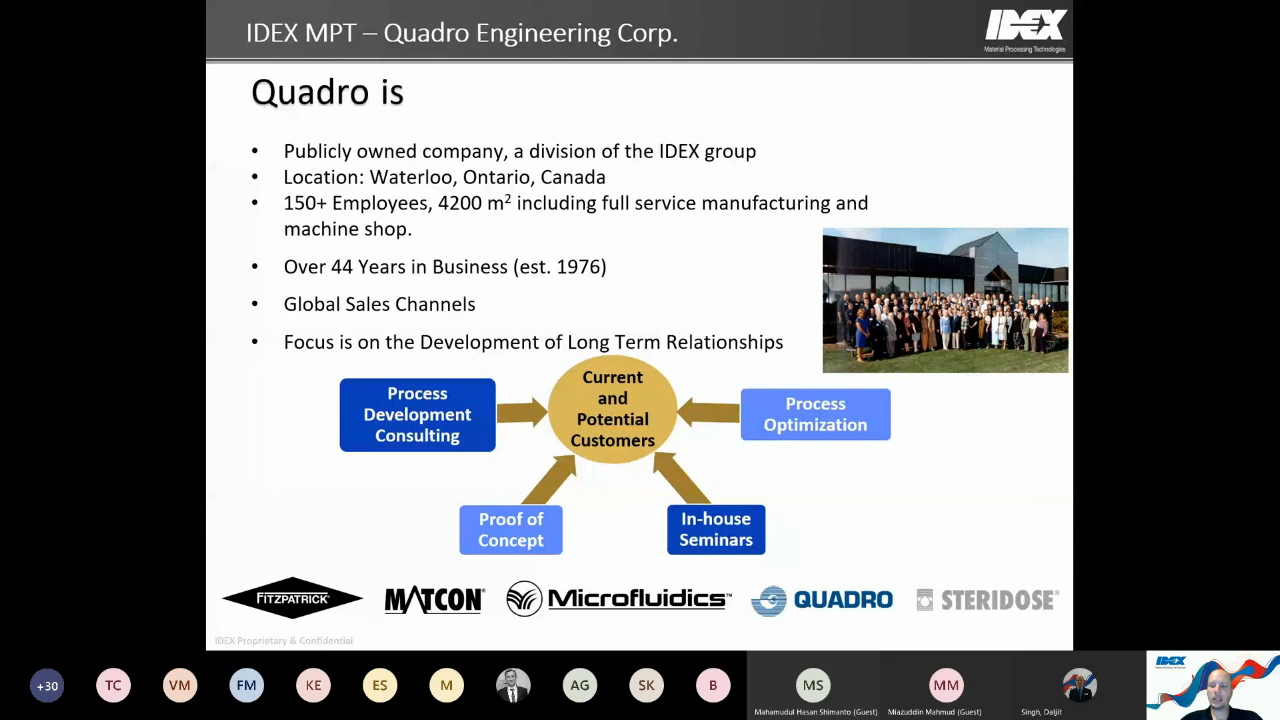 IDEX MPT – Quadro Engineering Corp.
IDEX
Material Processing Technologies
Quadro is
• Publicly owned company, a division of the IDEX group
• Location: Waterloo, Ontario, Canada
• 150+ Employees, 4200 m² including full service manufacturing and
machine shop.
• Over 44 Years in Business (est. 1976)
• Global Sales Channels
• Focus is on the Development of Long Term Relationships
Process
Development
Consulting
Current
and
Potential
Customers
Process
Optimization
Proof of
Concept
In-house
Seminars
FITZPATRICK®
MATCON®
Microfluidics™
QUADRO
STERIDOSE®
IDEX Proprietary & Confidential
+30
TC
VM
FM
KE
ES
M
AG
SK
B
MS
Mahamudul Hasan Shimanto (Guest)
MM
Miazuddin Mahmud (Guest)
Singh, Daljit
IDEX